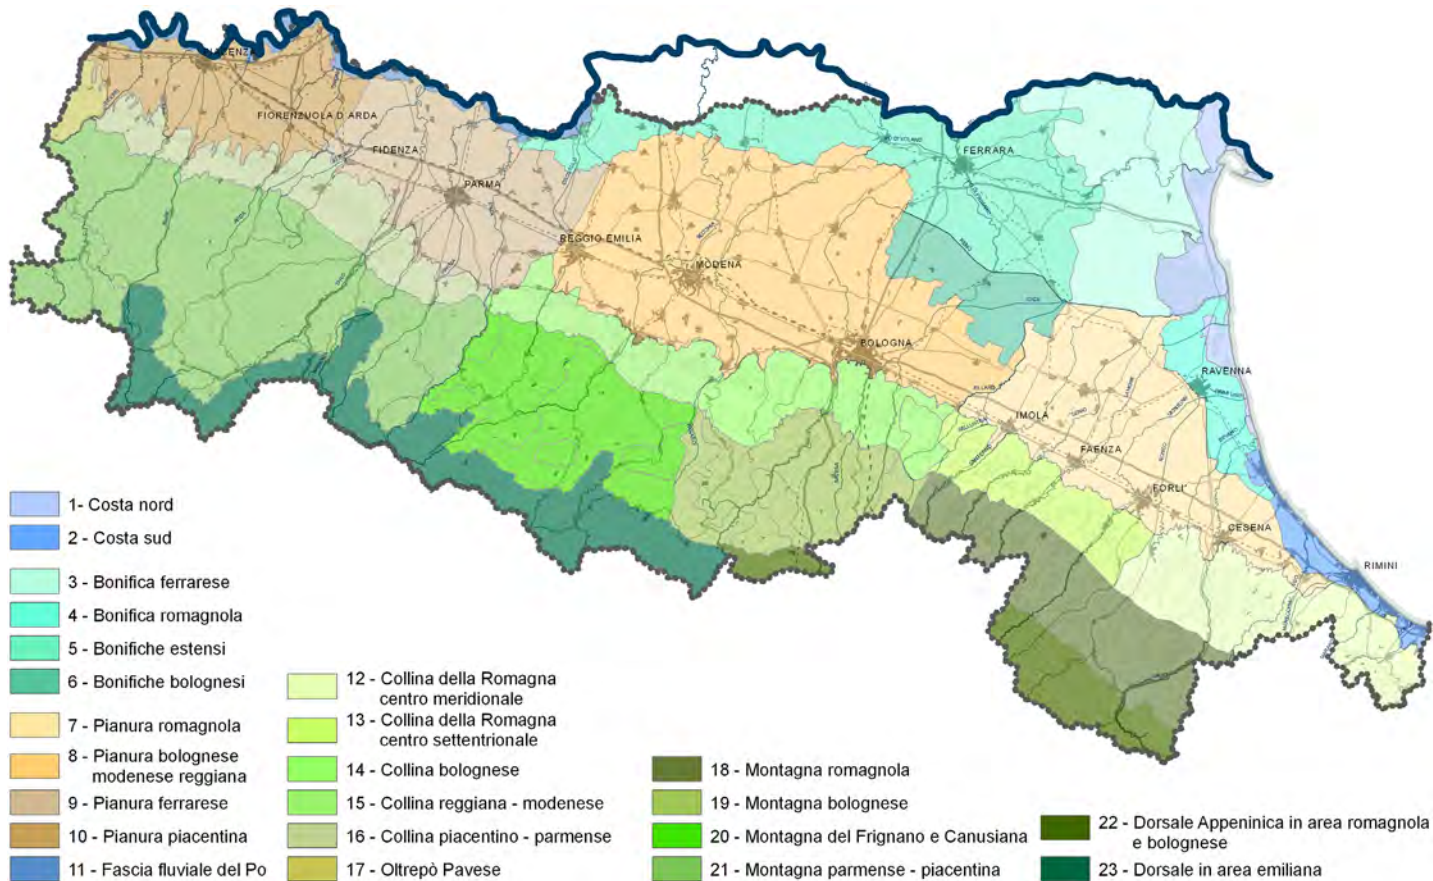 PIACENZA
FIORENZUOLA D'ARDA
FIDENZA
PARMA
REGGIO EMILIA
MODENA
BOLOGNA
FERRARA
RAVENNA
IMOLA
FAENZA
FORLI'
CESENA
RIMINI
1- Costa nord
2 - Costa sud
3 - Bonifica ferrarese
4 - Bonifica romagnola
5 - Bonifiche estensi
6 - Bonifiche bolognesi
7 - Pianura romagnola
8 - Pianura bolognese
modenese reggiana
9 - Pianura ferrarese
10 - Pianura piacentina
11 - Fascia fluviale del Po
12 - Collina della Romagna
centro meridionale
13 - Collina della Romagna
centro settentrionale
14 - Collina bolognese
15 - Collina reggiana - modenese
16 - Collina piacentino - parmense
17 - Oltrepò Pavese
18 - Montagna romagnola
19 - Montagna bolognese
20 - Montagna del Frignano e Canusiana
21 - Montagna parmense - piacentina
22 - Dorsale Appeninica in area romagnola
e bolognese
23 - Dorsale in area emiliana